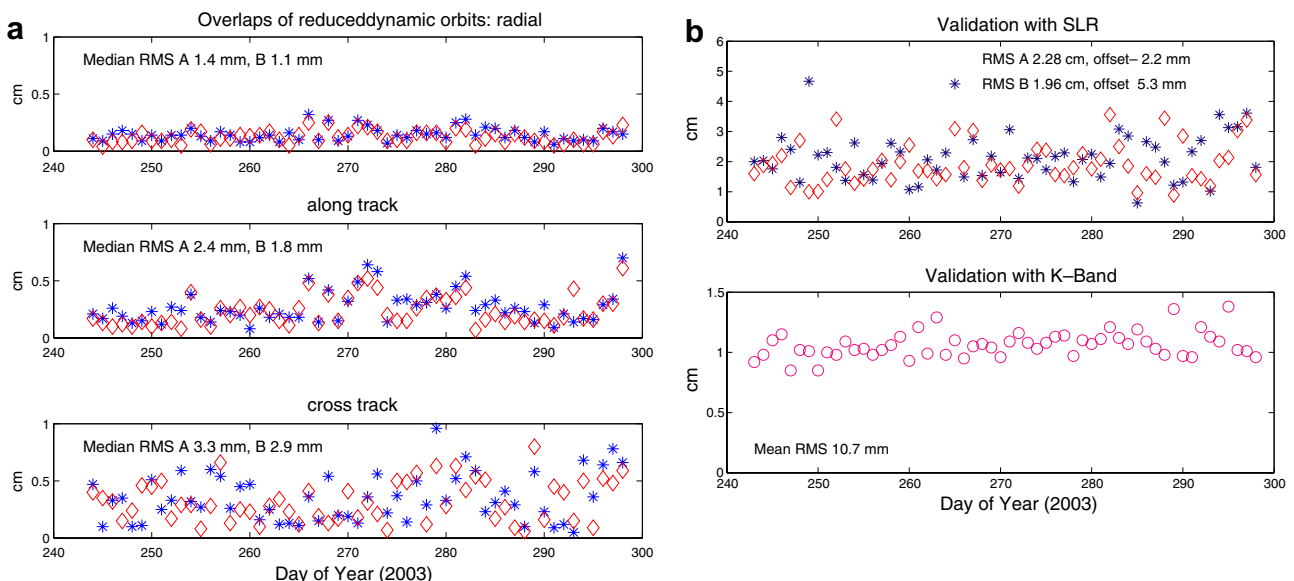 a
Overlaps of reduceddynamic orbits: radial
Median RMS A 1.4 mm, B 1.1 mm
1
0.5
0
cm
240 250 260 270 280 290 300
along track
Median RMS A 2.4 mm, B 1.8 mm
1
0.5
0
cm
240 250 260 270 280 290 300
cross track
Median RMS A 3.3 mm, B 2.9 mm
1
0.5
0
cm
240 250 260 270 280 290 300
Day of Year (2003)
b
Validation with SLR
RMS A 2.28 cm, offset– 2.2 mm
RMS B 1.96 cm, offset 5.3 mm
6
5
4
3
2
1
0
cm
240 250 260 270 280 290 300
Validation with K–Band
1.5
1
0.5
0
cm
Mean RMS 10.7 mm
240 250 260 270 280 290 300
Day of Year (2003)